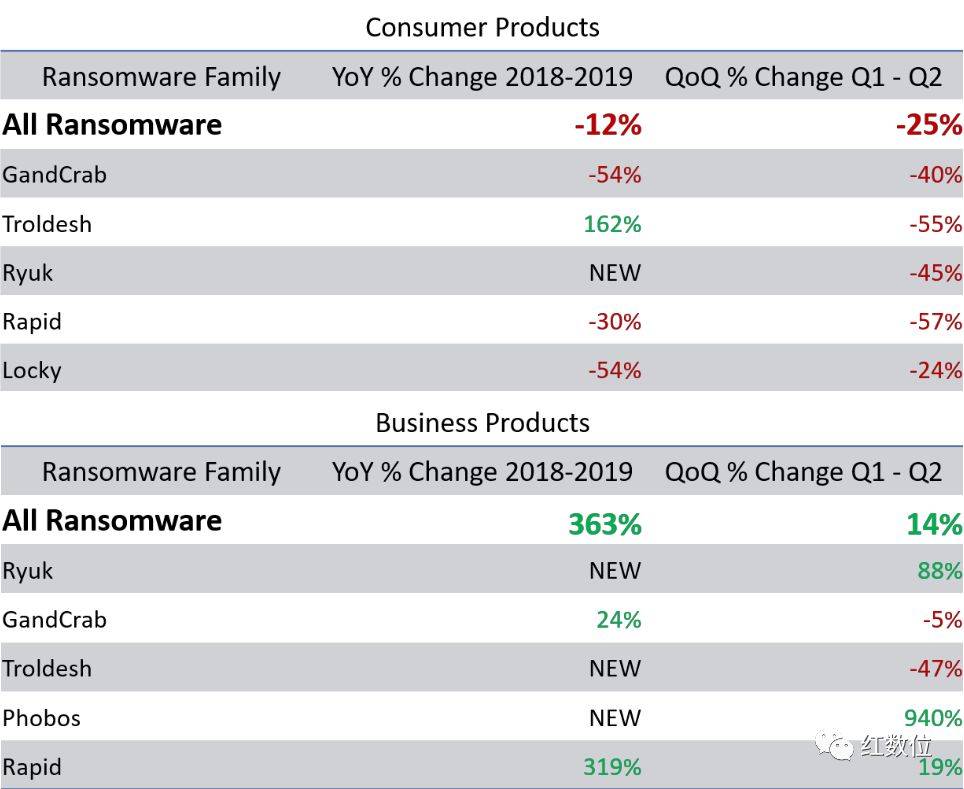 Consumer Products
Ransomware Family YoY % Change 2018-2019 QoQ % Change Q1 - Q2
All Ransomware -12% -25%
GandCrab -54% -40%
Troldesh 162% -55%
Ryuk NEW -45%
Rapid -30% -57%
Locky -54% -24%
Business Products
Ransomware Family YoY % Change 2018-2019 QoQ % Change Q1 - Q2
All Ransomware 363% 14%
Ryuk NEW 88%
GandCrab 24% -5%
Troldesh NEW -47%
Phobos NEW 940%
红数位
Rapid 319% 19%